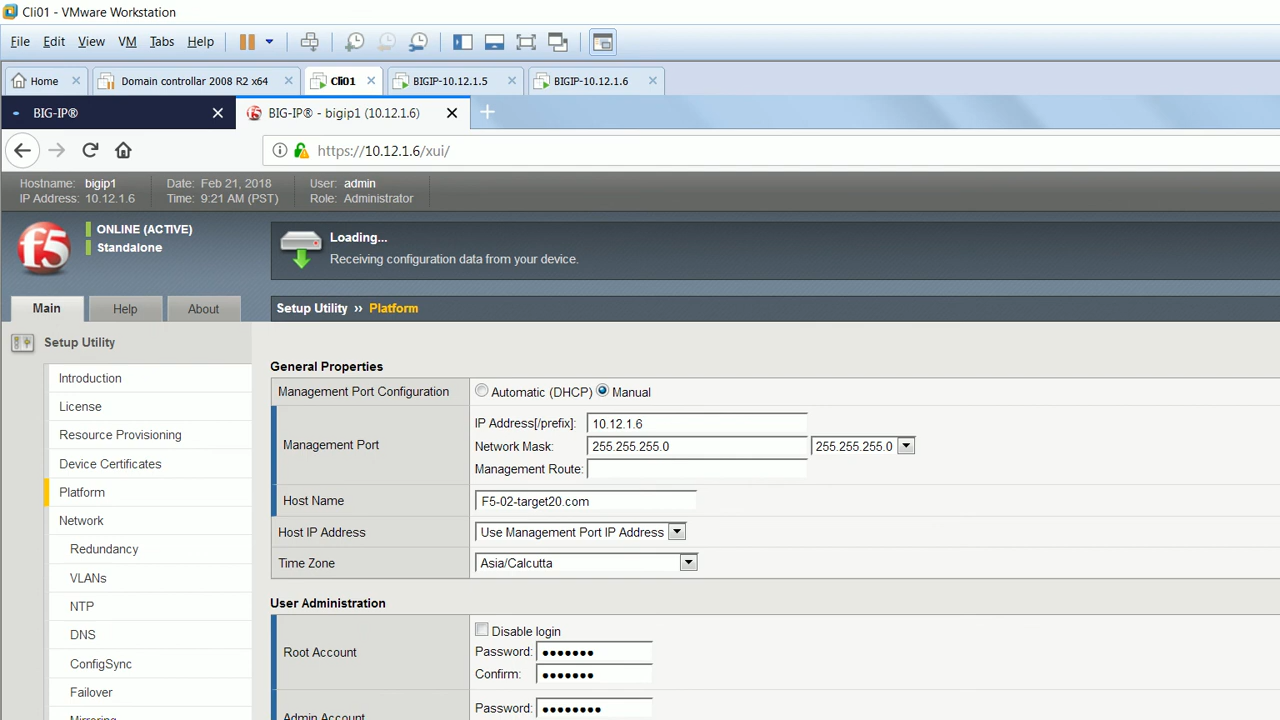 Cli01 - VMware Workstation
File Edit View VM Tabs Help
Home Domain controllar 2008 R2 x64 Cli01 BIGIP-10.12.1.5 BIGIP-10.12.1.6
BIG-IP® BIG-IP® - bigip1 (10.12.1.6)
https://10.12.1.6/xui/
Hostname: bigip1 Date: Feb 21, 2018 User: admin
IP Address: 10.12.1.6 Time: 9:21 AM (PST) Role: Administrator
f5
ONLINE (ACTIVE)
Standalone
Loading...
Receiving configuration data from your device.
Main Help About
Setup Utility » Platform
Setup Utility
Introduction
License
Resource Provisioning
Device Certificates
Platform
Network
Redundancy
VLANs
NTP
DNS
ConfigSync
Failover
Mirroring
General Properties
Management Port Configuration Automatic (DHCP) Manual
Management Port
IP Address[/prefix]: 10.12.1.6
Network Mask: 255.255.255.0 255.255.255.0
Management Route:
Host Name F5-02-target20.com
Host IP Address Use Management Port IP Address
Time Zone Asia/Calcutta
User Administration
Root Account
Disable login
Password: •••••••
Confirm: •••••••
Admin Account
Password: ••••••••